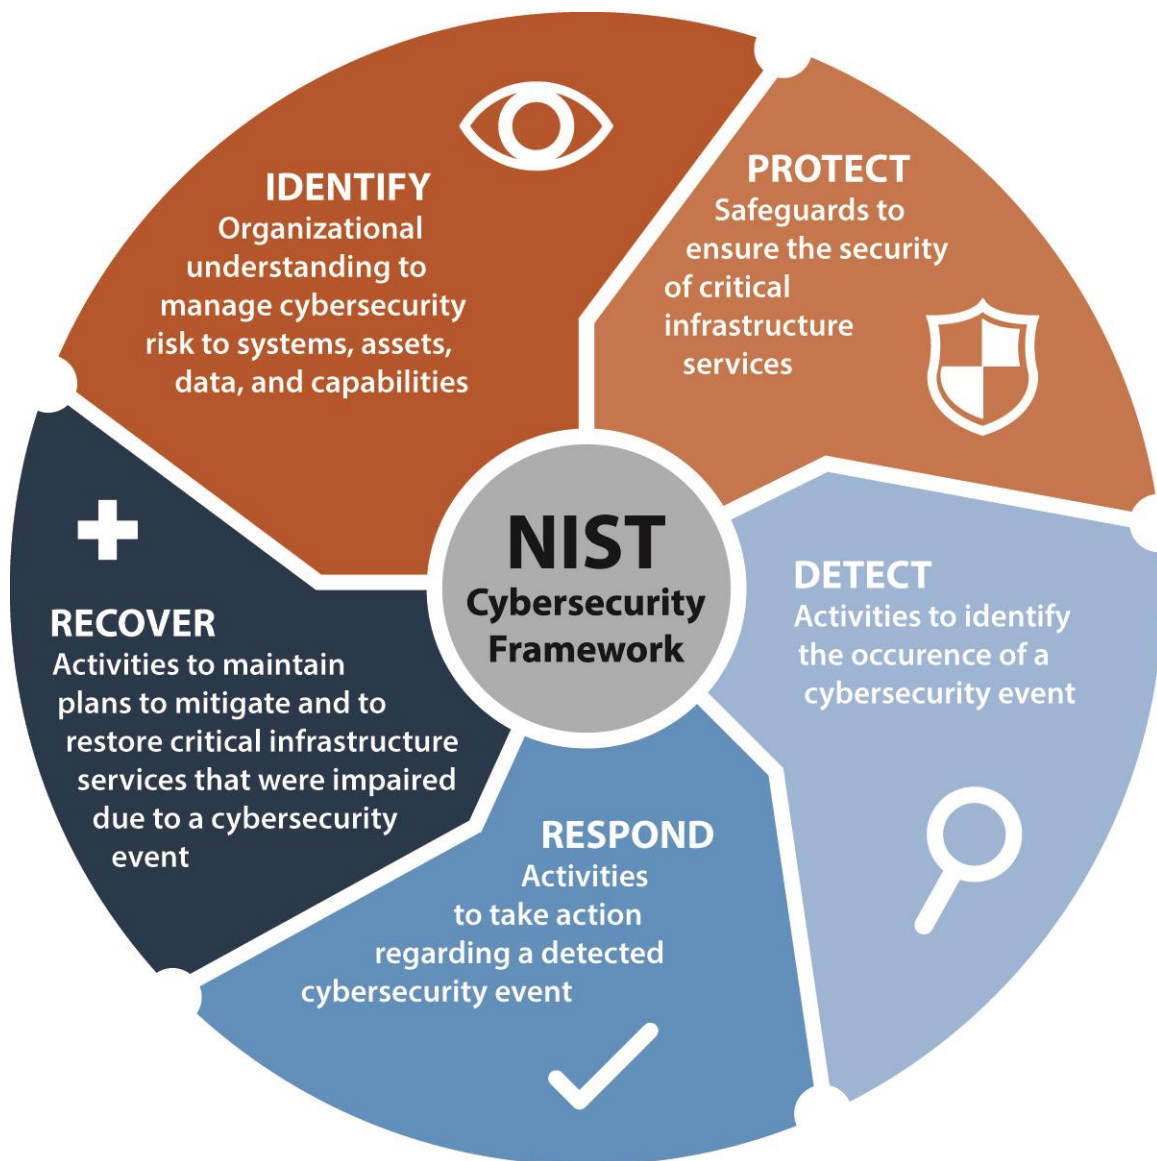 IDENTIFY
Organizational
understanding to
manage cybersecurity
risk to systems, assets,
data, and capabilities
PROTECT
Safeguards to
ensure the security
of critical
infrastructure
services
NIST
Cybersecurity
Framework
DETECT
Activities to identify
the occurence of a
cybersecurity event
RECOVER
Activities to maintain
plans to mitigate and to
restore critical infrastructure
services that were impaired
due to a cybersecurity
event
RESPOND
Activities
to take action
regarding a detected
cybersecurity event